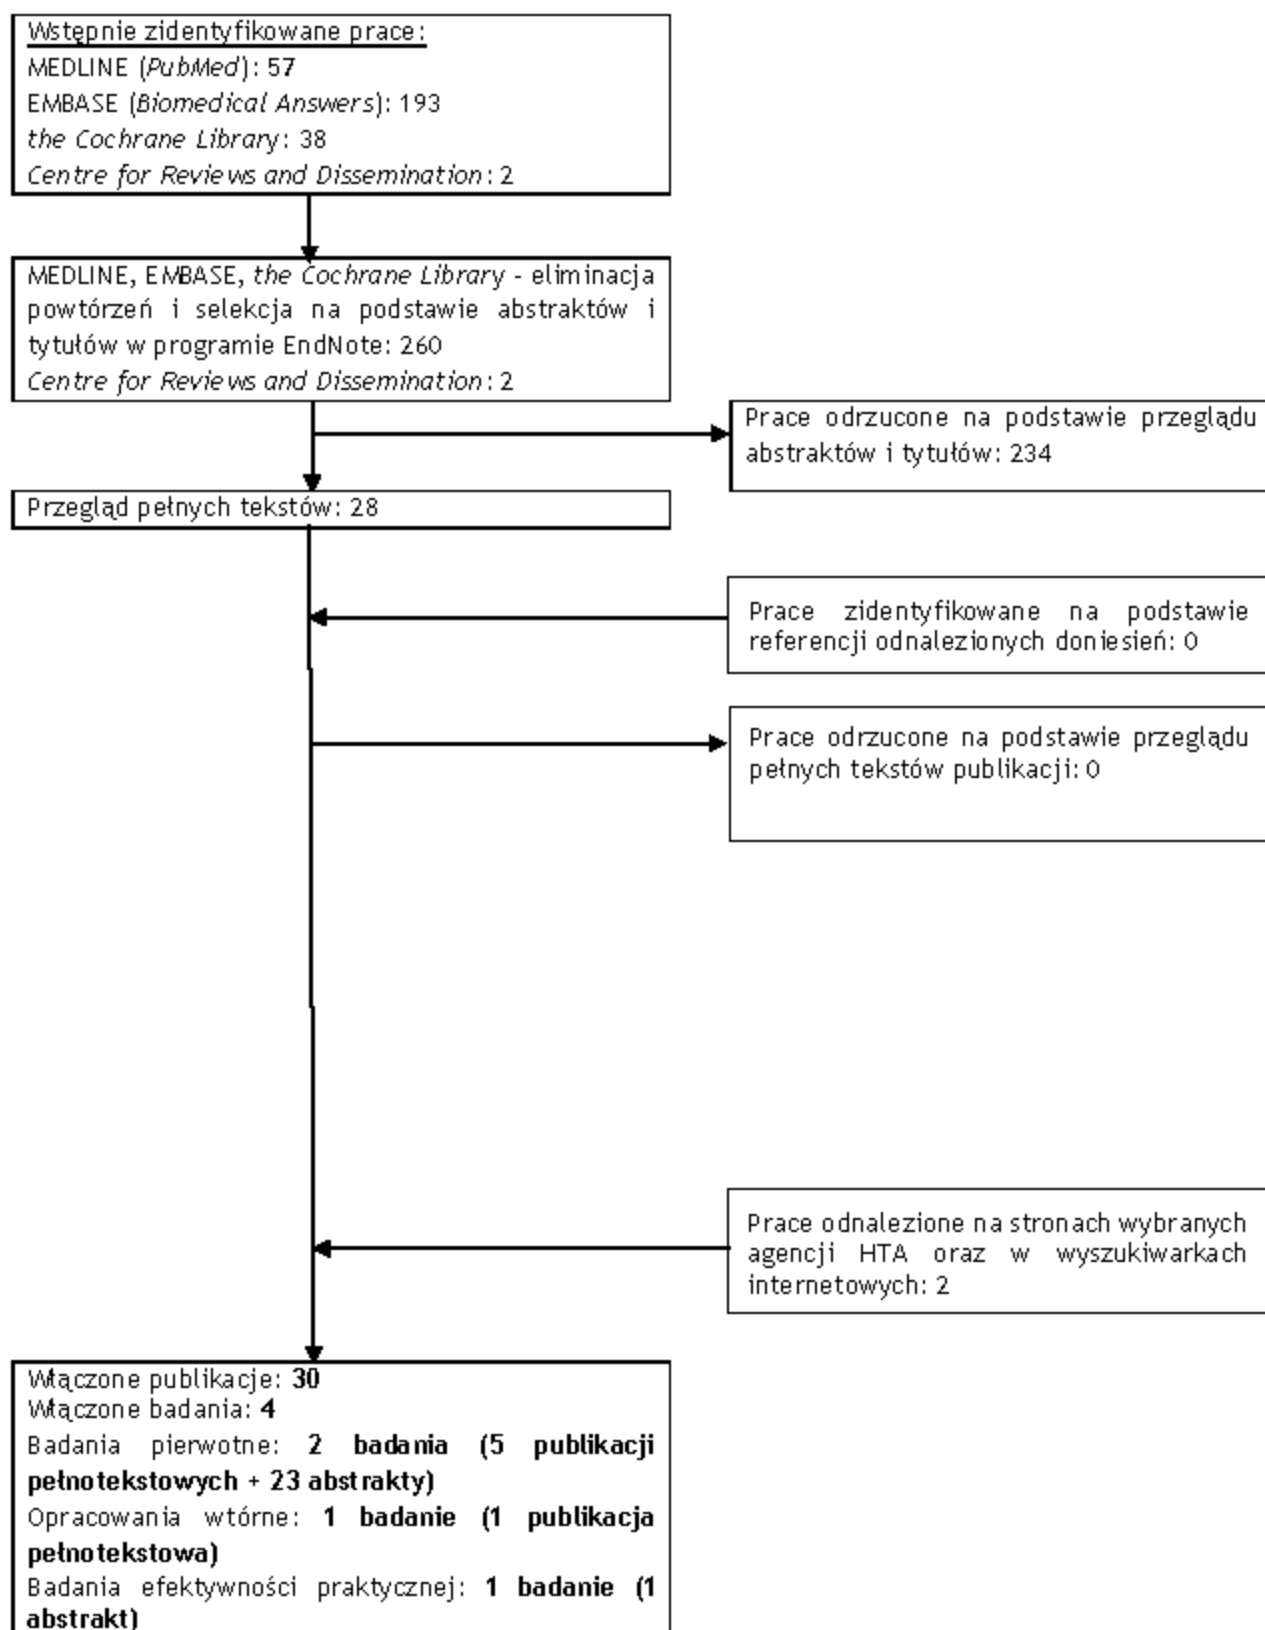 Wstępnie zidentyfikowane prace:
MEDLINE (PubMed): 57
EMBASE (Biomedical Answers): 193
the Cochrane Library: 38
Centre for Reviews and Dissemination: 2
MEDLINE, EMBASE, the Cochrane Library - eliminacja
powtórzeń i selekcja na podstawie abstraktów i
tytułów w programie EndNote: 260
Centre for Reviews and Dissemination: 2
Prace odrzucone na podstawie przeglądu
abstraktów i tytułów: 234
Przegląd pełnych tekstów: 28
Prace zidentyfikowane na podstawie
referencji odnalezionych doniesień: 0
Prace odrzucone na podstawie przeglądu
pełnych tekstów publikacji: 0
Prace odnalezione na stronach wybranych
agencji HTA oraz w wyszukiwarkach
internetowych: 2
Włączone publikacje: 30
Włączone badania: 4
Badania pierwotne: 2 badania (5 publikacji
pełnotekstowych + 23 abstrakty)
Opracowania wtórne: 1 badanie (1 publikacja
pełnotekstowa)
Badania efektywności praktycznej: 1 badanie (1
abstrakt)